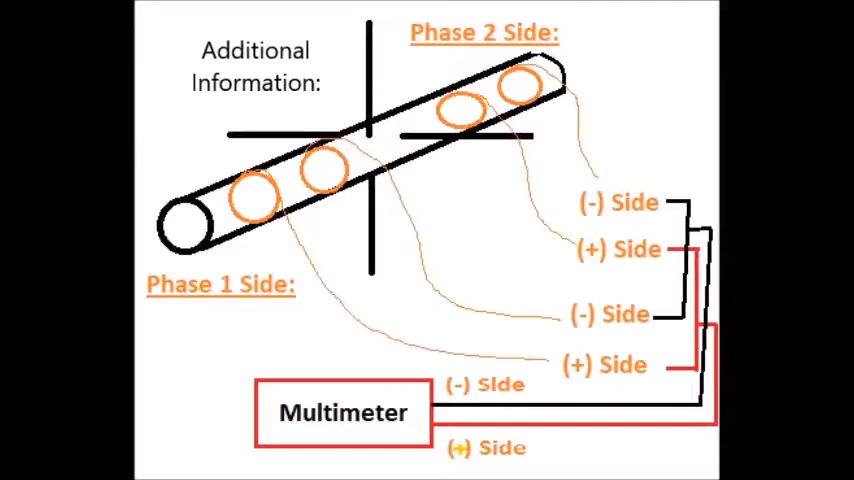 Phase 2 Side:
Additional
Information:
(-) Side
(+) Side
Phase 1 Side:
(-) Side
(+) Side
(-) Side
Multimeter
(+) Side